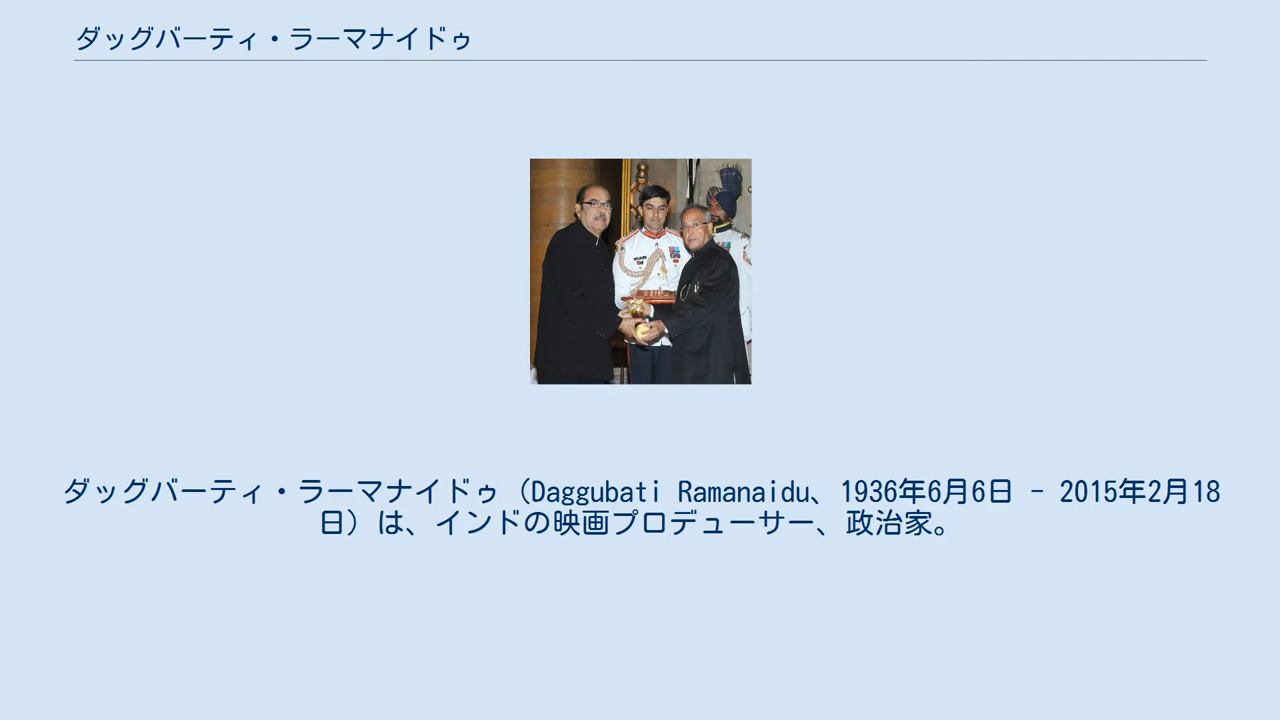 ダッグバーティ・ラーマナイドゥ
ダッグバーティ・ラーマナイドゥ（Daggubati Ramanaidu、1936年6月6日 - 2015年2月18
日）は、インドの映画プロデューサー、政治家。